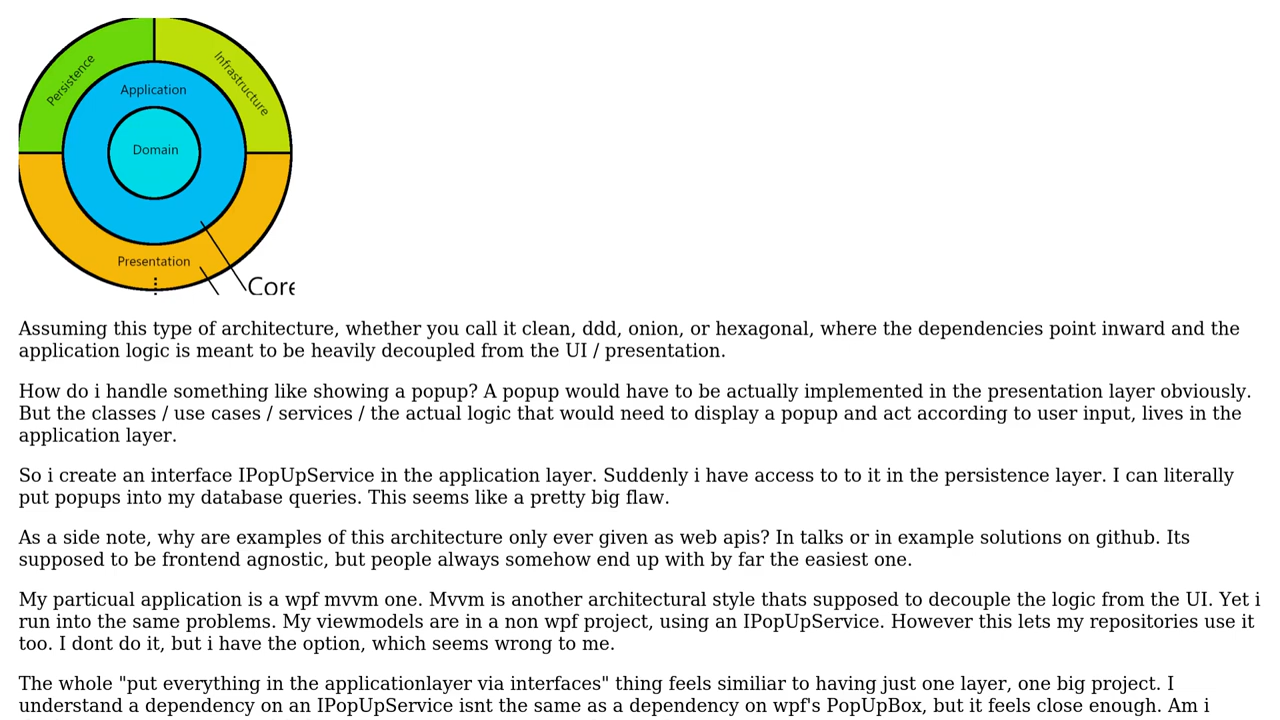 Persistence
Infrastructure
Application
Domain
Presentation
Core
Assuming this type of architecture, whether you call it clean, ddd, onion, or hexagonal, where the dependencies point inward and the
application logic is meant to be heavily decoupled from the UI / presentation.
How do i handle something like showing a popup? A popup would have to be actually implemented in the presentation layer obviously.
But the classes / use cases / services / the actual logic that would need to display a popup and act according to user input, lives in the
application layer.
So i create an interface IPopUpService in the application layer. Suddenly i have access to to it in the persistence layer. I can literally
put popups into my database queries. This seems like a pretty big flaw.
As a side note, why are examples of this architecture only ever given as web apis? In talks or in example solutions on github. Its
supposed to be frontend agnostic, but people always somehow end up with by far the easiest one.
My particual application is a wpf mvvm one. Mvvm is another architectural style thats supposed to decouple the logic from the UI. Yet i
run into the same problems. My viewmodels are in a non wpf project, using an IPopUpService. However this lets my repositories use it
too. I dont do it, but i have the option, which seems wrong to me.
The whole "put everything in the applicationlayer via interfaces" thing feels similiar to having just one layer, one big project. I
understand a dependency on an IPopUpService isnt the same as a dependency on wpf's PopUpBox, but it feels close enough. Am i